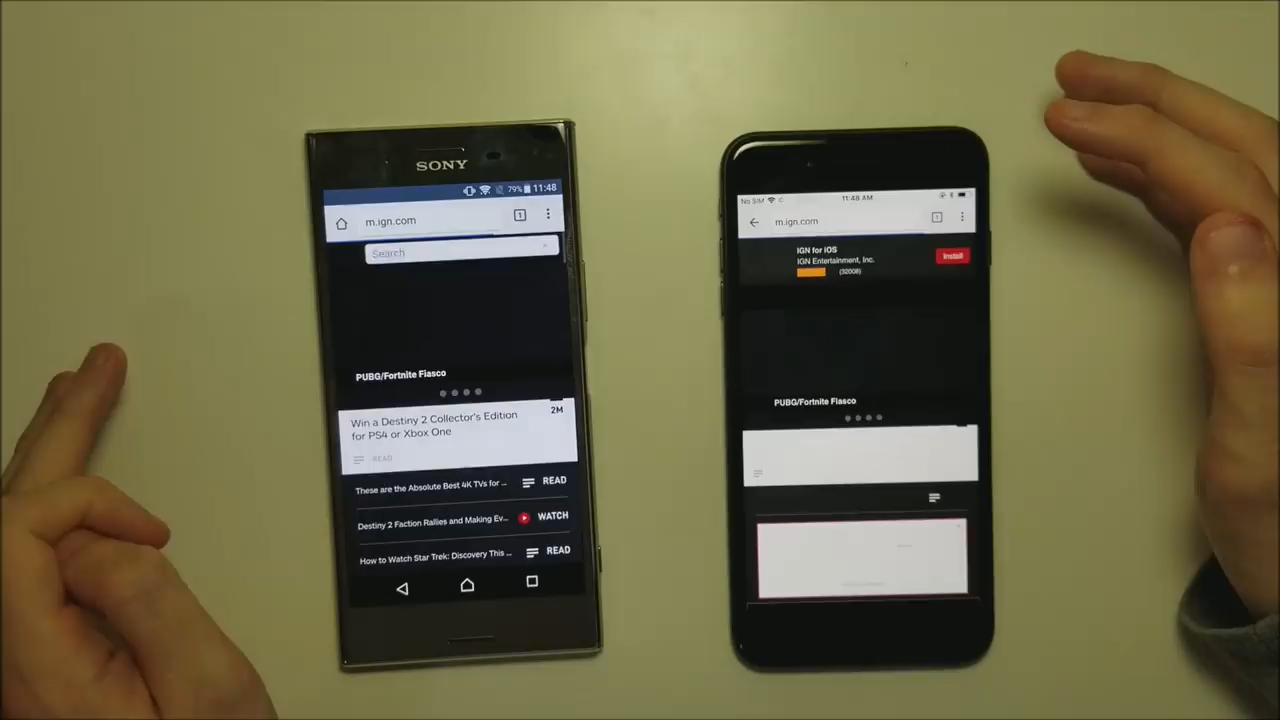 SONY
79% 11:48
m.ign.com
1
Search
PUBG/Fortnite Fiasco
2M
Win a Destiny 2 Collector's Edition
for PS4 or Xbox One
READ
These are the Absolute Best 4K TVs for ...
READ
Destiny 2 Faction Rallies and Making Ev...
WATCH
How to Watch Star Trek: Discovery This ...
READ
No SIM
11:48 AM
m.ign.com
1
IGN for iOS
IGN Entertainment, Inc.
(32008)
Install
PUBG/Fortnite Fiasco